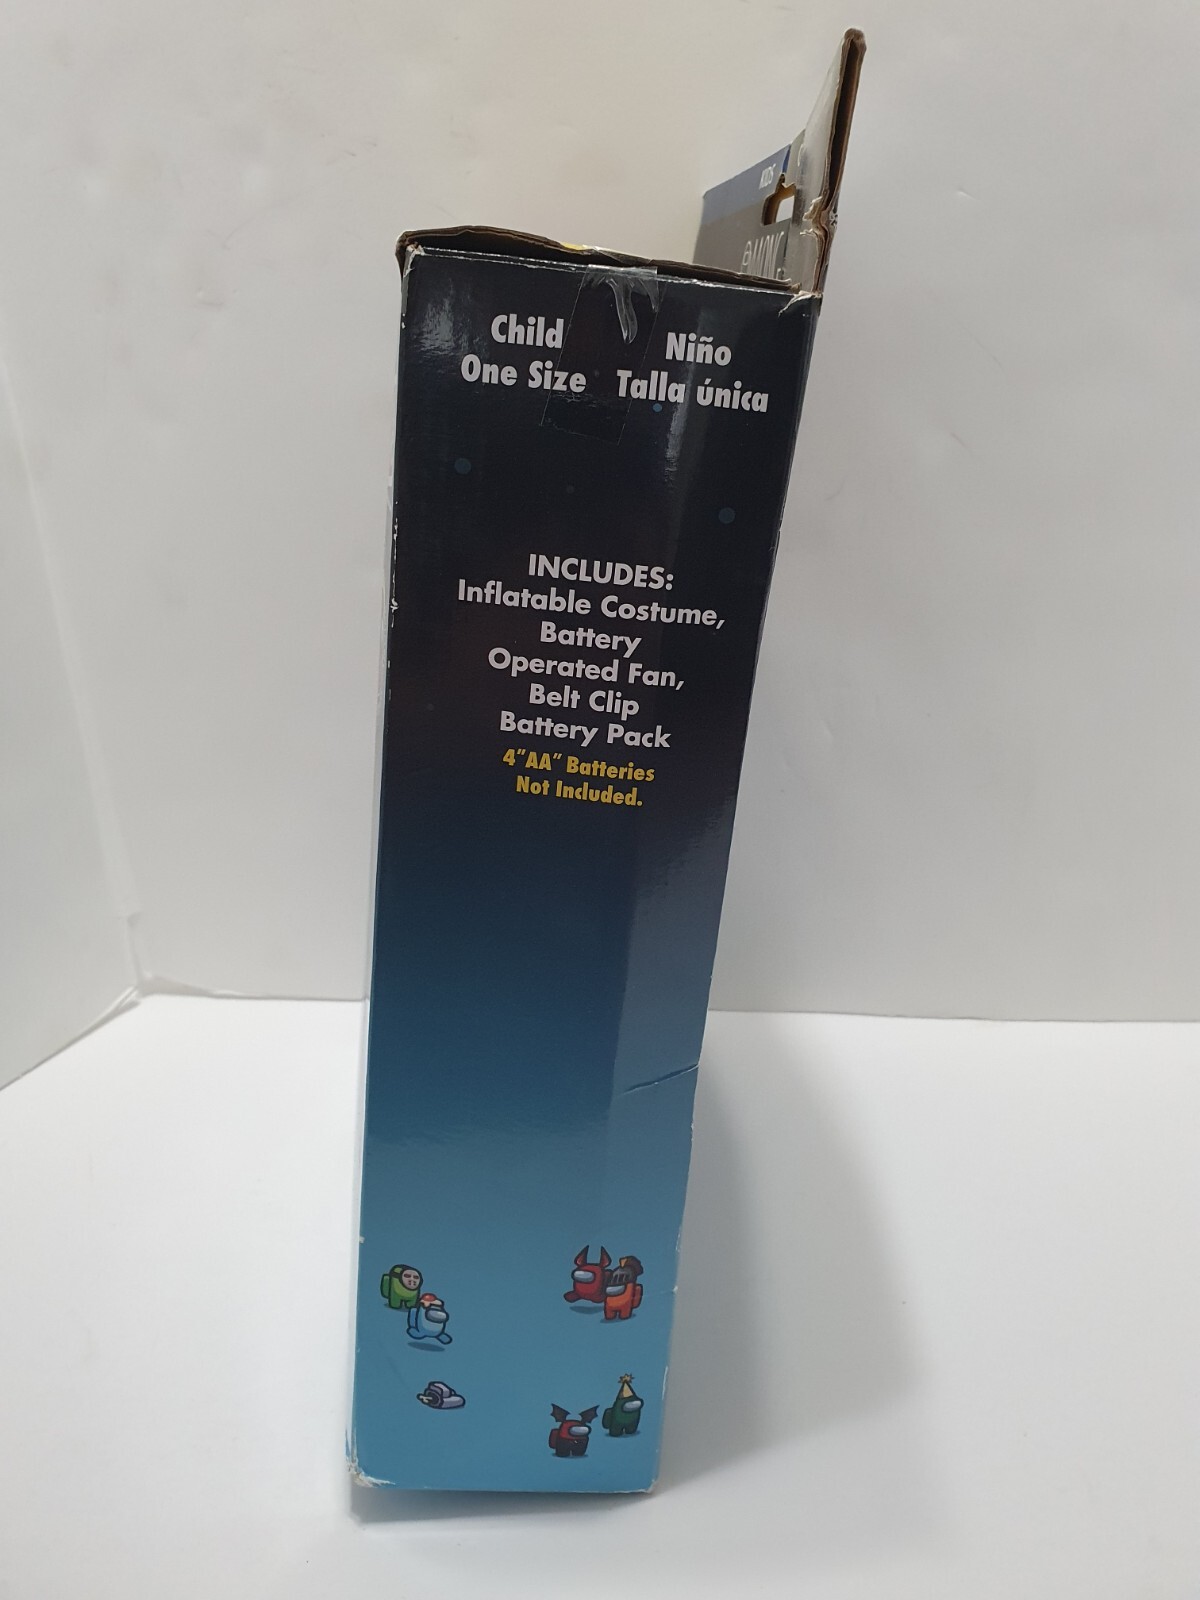 KIDS
Child
One Size
Niño
Talla única
INCLUDES:
Inflatable Costume,
Battery
Operated Fan,
Belt Clip
Battery Pack
4"AA" Batteries
Not Included.